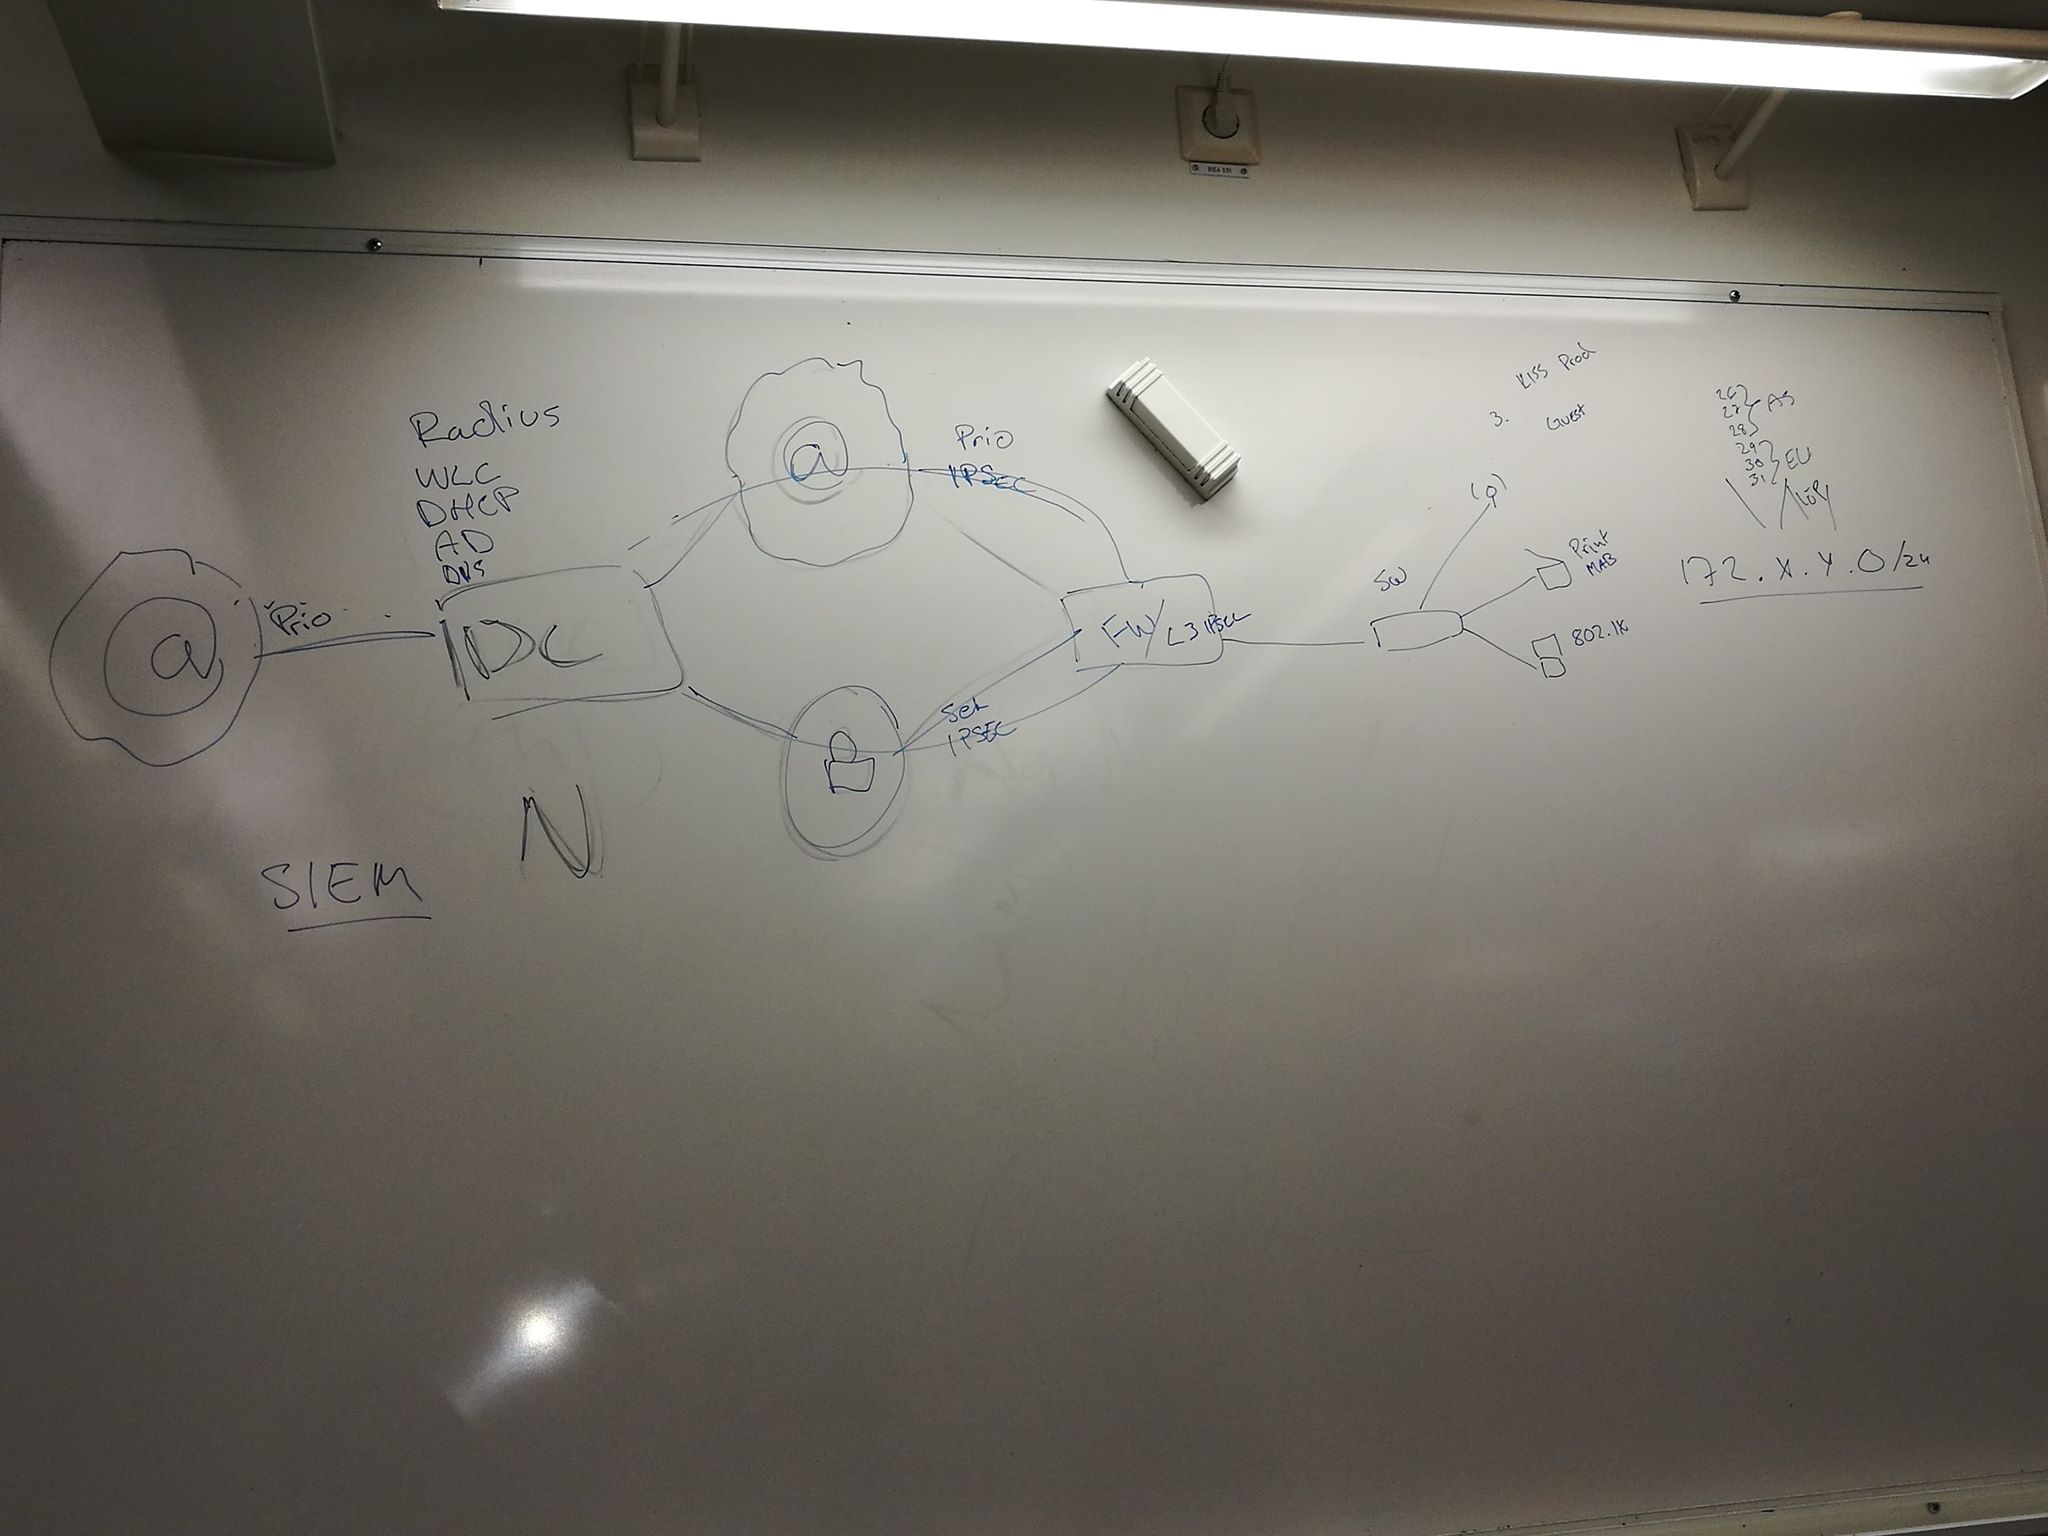 Radius
WLC
DHCP
AD
DNS
@
Prio
DC
N
SIEM
@
Prio
IPSEC
FW/L3 IPSEC
Sek
IPSEC
SW
Kiss Prod
3. Guest
Print
MAB
802.1X
26
27
28
AS
29
30
31
EU
172.X.Y.0/24